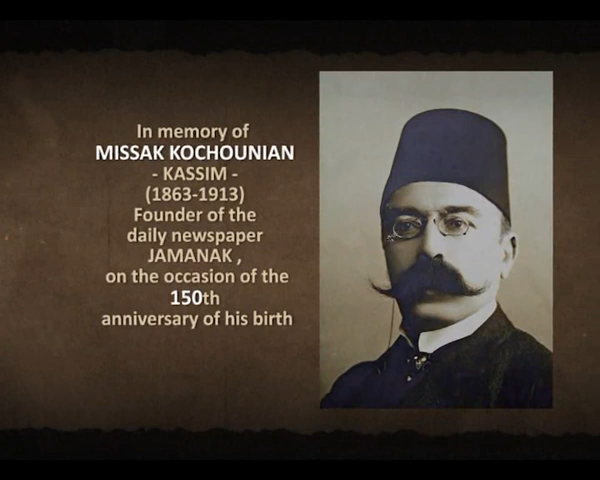 In memory of
MISSAK KOCHOUNIAN
- KASSIM -
(1863-1913)
Founder of the
daily newspaper
JAMANAK ,
on the occasion of the
150th
anniversary of his birth